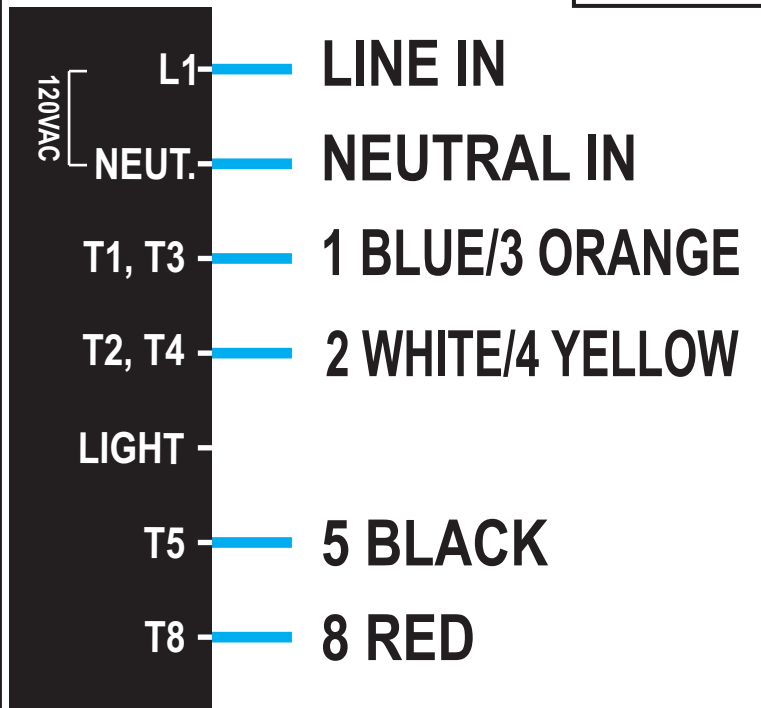 120VAC
L1 LINE IN
NEUT. NEUTRAL IN
T1, T3 1 BLUE/3 ORANGE
T2, T4 2 WHITE/4 YELLOW
LIGHT
T5 5 BLACK
T8 8 RED